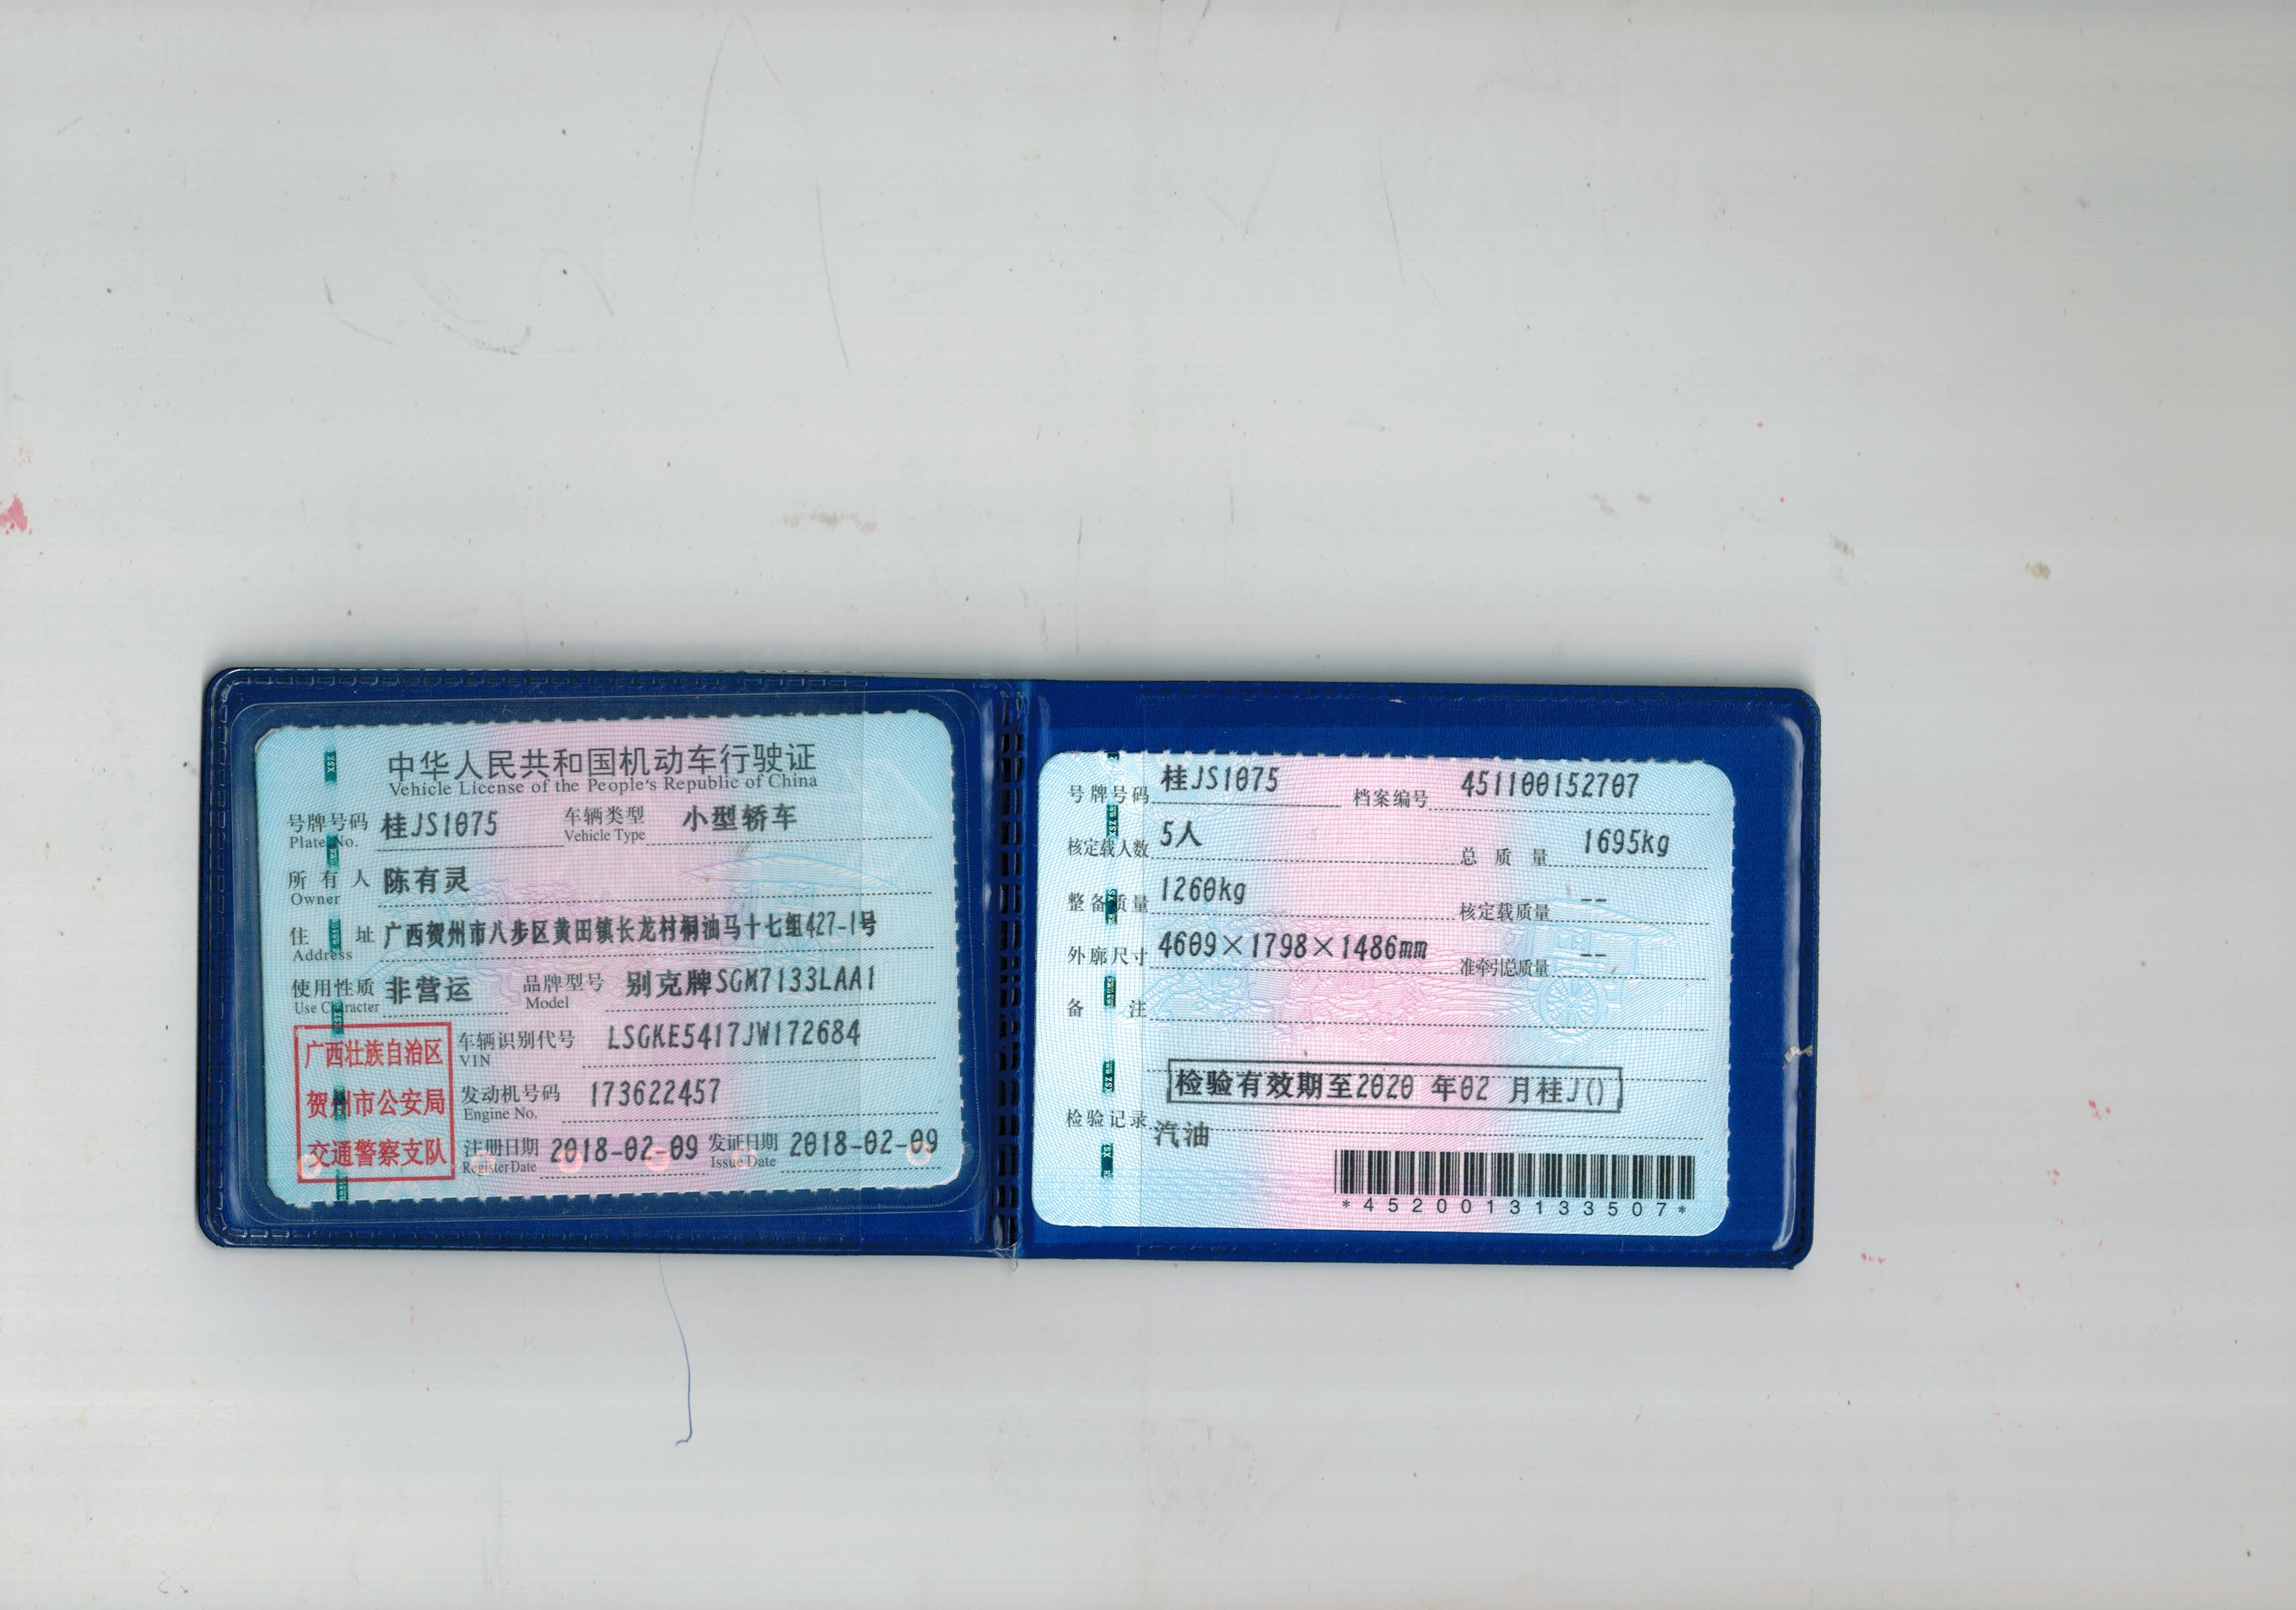 中华人民共和国机动车行驶证
Vehicle License of the People's Republic of China
号牌号码 桂JS1075 车辆类型 小型轿车
Plate No. Vehicle Type
所有人 陈有灵
Owner
住址 广西贺州市八步区黄田镇长龙村桐油马十七组427-1号
Address
使用性质 非营运 品牌型号 别克牌SGM7133LAA1
Use Character Model
广西壮族自治区
贺州市公安局
交通警察支队
车辆识别代号 LSGKE5417JW172684
VIN
发动机号码 173622457
Engine No.
注册日期 2018-02-09 发证日期 2018-02-09
Register Date Issue Date
号牌号码 桂JS1075 档案编号 451100152707
核定载人数 5人 总质量 1695kg
整备质量 1260kg 核定载质量 --
外廓尺寸 4609×1798×1486mm 准牵引总质量 --
备注
检验有效期至2020 年02 月桂J()
检验记录
汽油
*4520013133507*